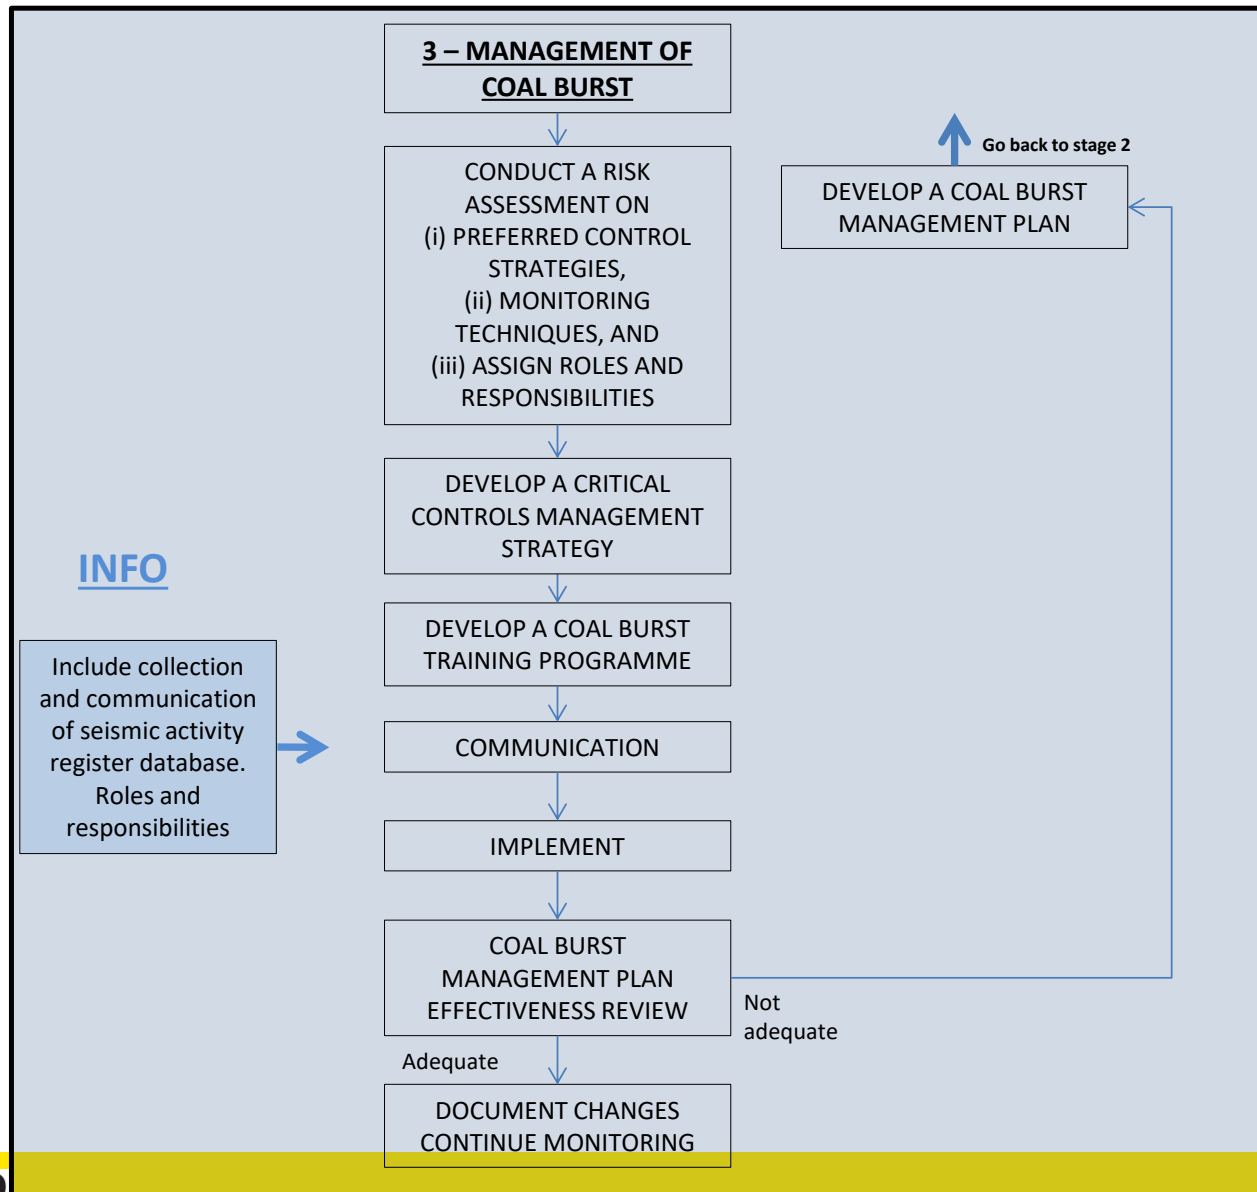 3 – MANAGEMENT OF
COAL BURST
Go back to stage 2
CONDUCT A RISK
ASSESSMENT ON
(i) PREFERRED CONTROL
STRATEGIES,
(ii) MONITORING
TECHNIQUES, AND
(iii) ASSIGN ROLES AND
RESPONSIBILITIES
DEVELOP A COAL BURST
MANAGEMENT PLAN
DEVELOP A CRITICAL
CONTROLS MANAGEMENT
STRATEGY
INFO
DEVELOP A COAL BURST
TRAINING PROGRAMME
Include collection
and communication
of seismic activity
register database.
Roles and
responsibilities
COMMUNICATION
IMPLEMENT
COAL BURST
MANAGEMENT PLAN
EFFECTIVENESS REVIEW
Not
adequate
Adequate
DOCUMENT CHANGES
CONTINUE MONITORING